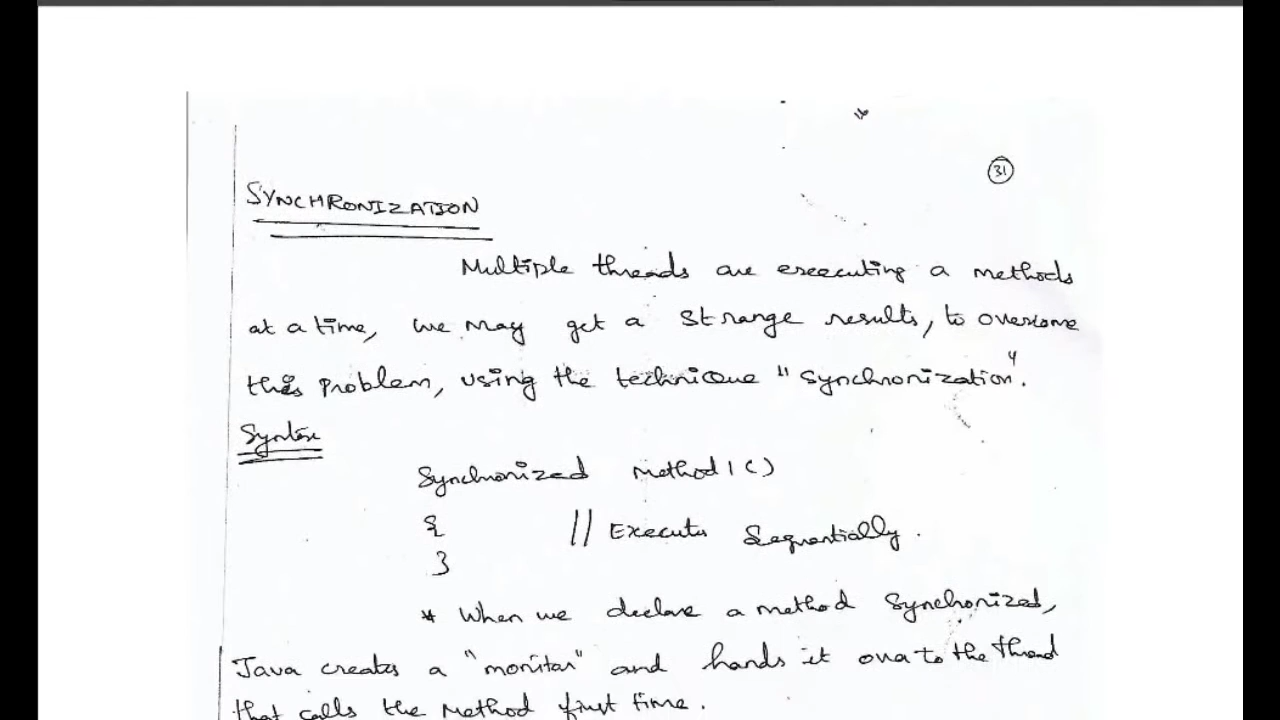 31
SYNCHRONIZATION
Multiple threads are executing a methods
at a time, we may get a strange results, to overcome
this problem, using the technique "synchronization".
Syntax
Synchronized method1()
{ // Executes Sequentially.
}
* When we declare a method Synchonized,
Java creates a "monitor" and hands it over to the thread
that calls the method first time.